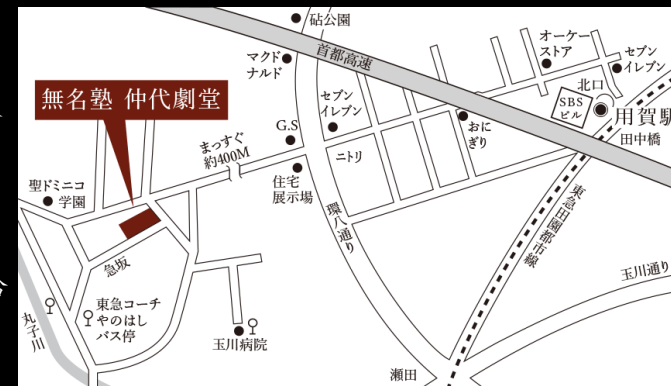 砧公園
首都高速
マクド
ナルド
オーケー
ストア
セブン
イレブン
北口
SBS
ビル
用賀駅
田中橋
無名塾 仲代劇堂
セブン
イレブン
おに
ぎり
G.S
まっすぐ
約400M
ニトリ
住宅
展示場
聖ドミニコ
学園
環八通り
東急田園都市線
急坂
玉川通り
丸子川
東急コーチ
やのはし
バス停
玉川病院
瀬田